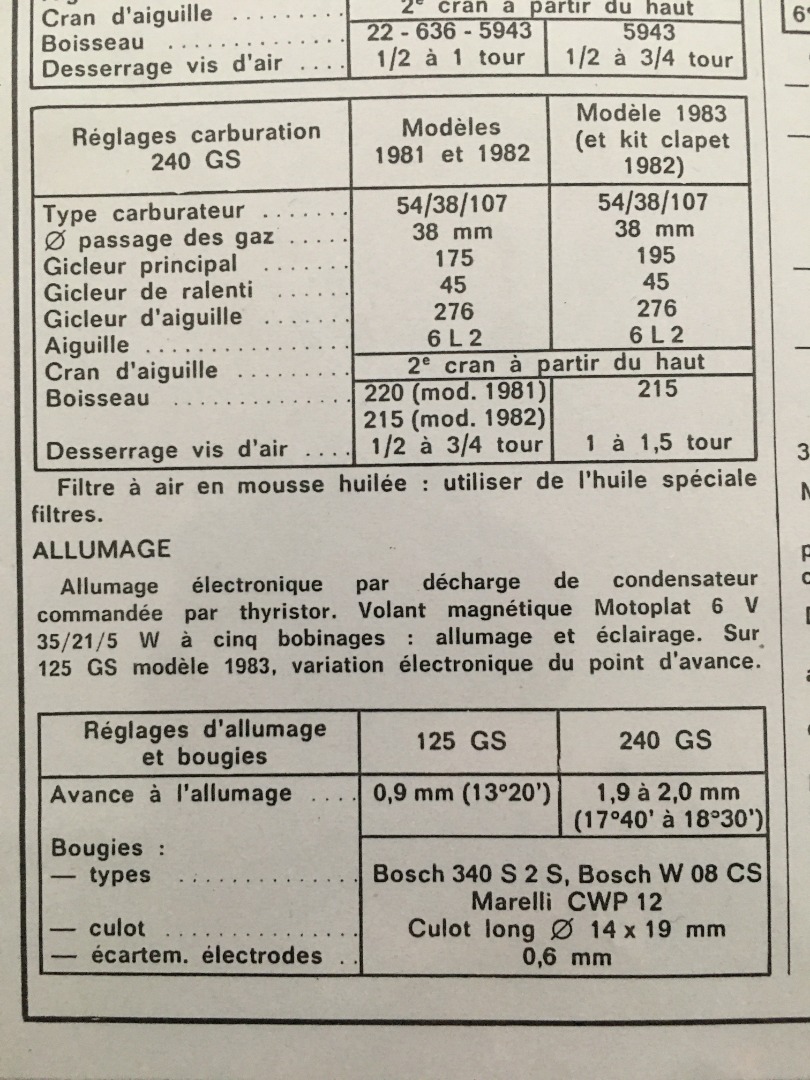 Cran d'aiguille ......... 2e cran à partir du haut
Boisseau .............. 22 - 636 - 5943 5943
Desserrage vis d'air .... 1/2 à 1 tour 1/2 à 3/4 tour
Réglages carburation
240 GS
Modèles
1981 et 1982
Modèle 1983
(et kit clapet
1982)
Type carburateur ....... 54/38/107 54/38/107
Ø passage des gaz ..... 38 mm 38 mm
Gicleur principal ....... 175 195
Gicleur de ralenti ...... 45 45
Gicleur d'aiguille ....... 276 276
Aiguille ................ 6 L 2 6 L 2
Cran d'aiguille ......... 2e cran à partir du haut
Boisseau .............. 220 (mod. 1981) 215
215 (mod. 1982)
Desserrage vis d'air .... 1/2 à 3/4 tour 1 à 1,5 tour
Filtre à air en mousse huilée : utiliser de l'huile spéciale
filtres.
ALLUMAGE
Allumage électronique par décharge de condensateur
commandée par thyristor. Volant magnétique Motoplat 6 V
35/21/5 W à cinq bobinages : allumage et éclairage. Sur
125 GS modèle 1983, variation électronique du point d'avance.
Réglages d'allumage
et bougies
125 GS 240 GS
Avance à l'allumage .... 0,9 mm (13°20') 1,9 à 2,0 mm
(17°40' à 18°30')
Bougies :
— types .............. Bosch 340 S 2 S, Bosch W 08 CS
Marelli CWP 12
— culot ............... Culot long Ø 14 x 19 mm
— écartem. électrodes .. 0,6 mm